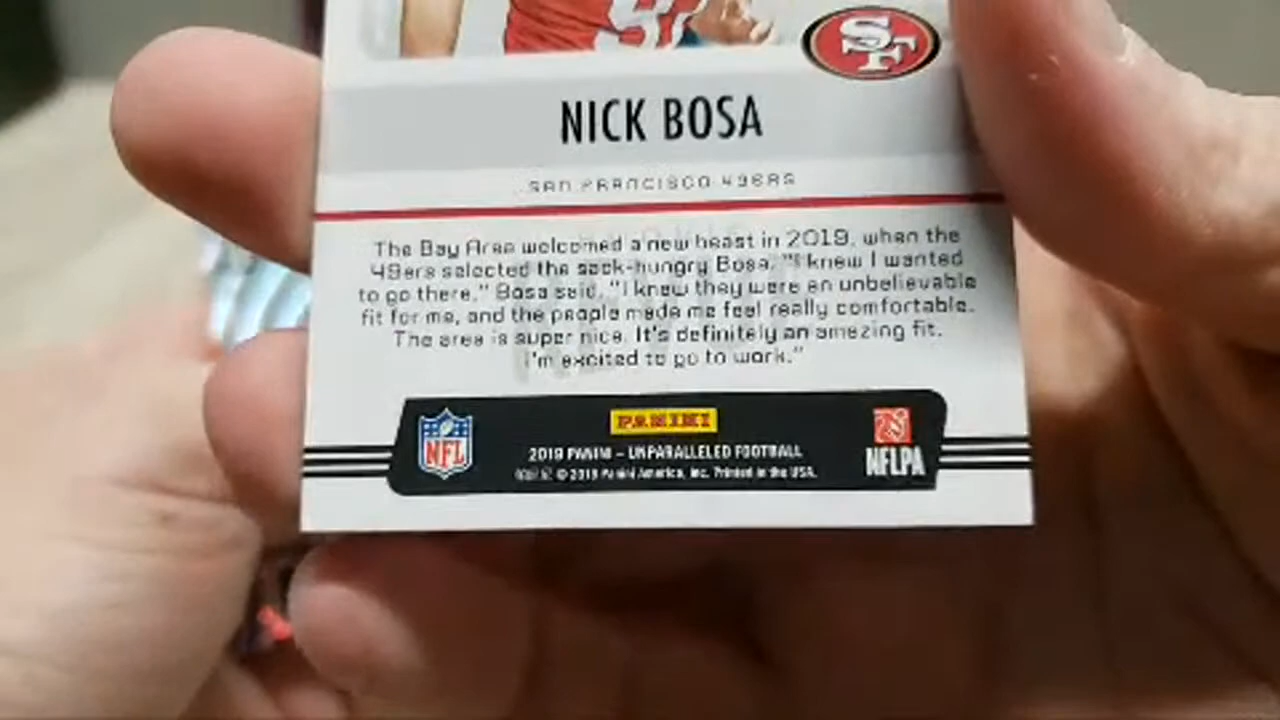 SF
NICK BOSA
SAN FRANCISCO 49ERS
The Bay Area welcomed a new beast in 2019, when the
49ers selected the sack-hungry Bosa. "I knew I wanted
to go there," Bosa said. "I knew they were an unbelievable
fit for me, and the people made me feel really comfortable.
The area is super nice. It's definitely an amazing fit.
I'm excited to go to work."
NFL
PANINI
2019 PANINI – UNPARALLELED FOOTBALL
© 2019 Panini America, Inc. Printed in the USA.
NFLPA